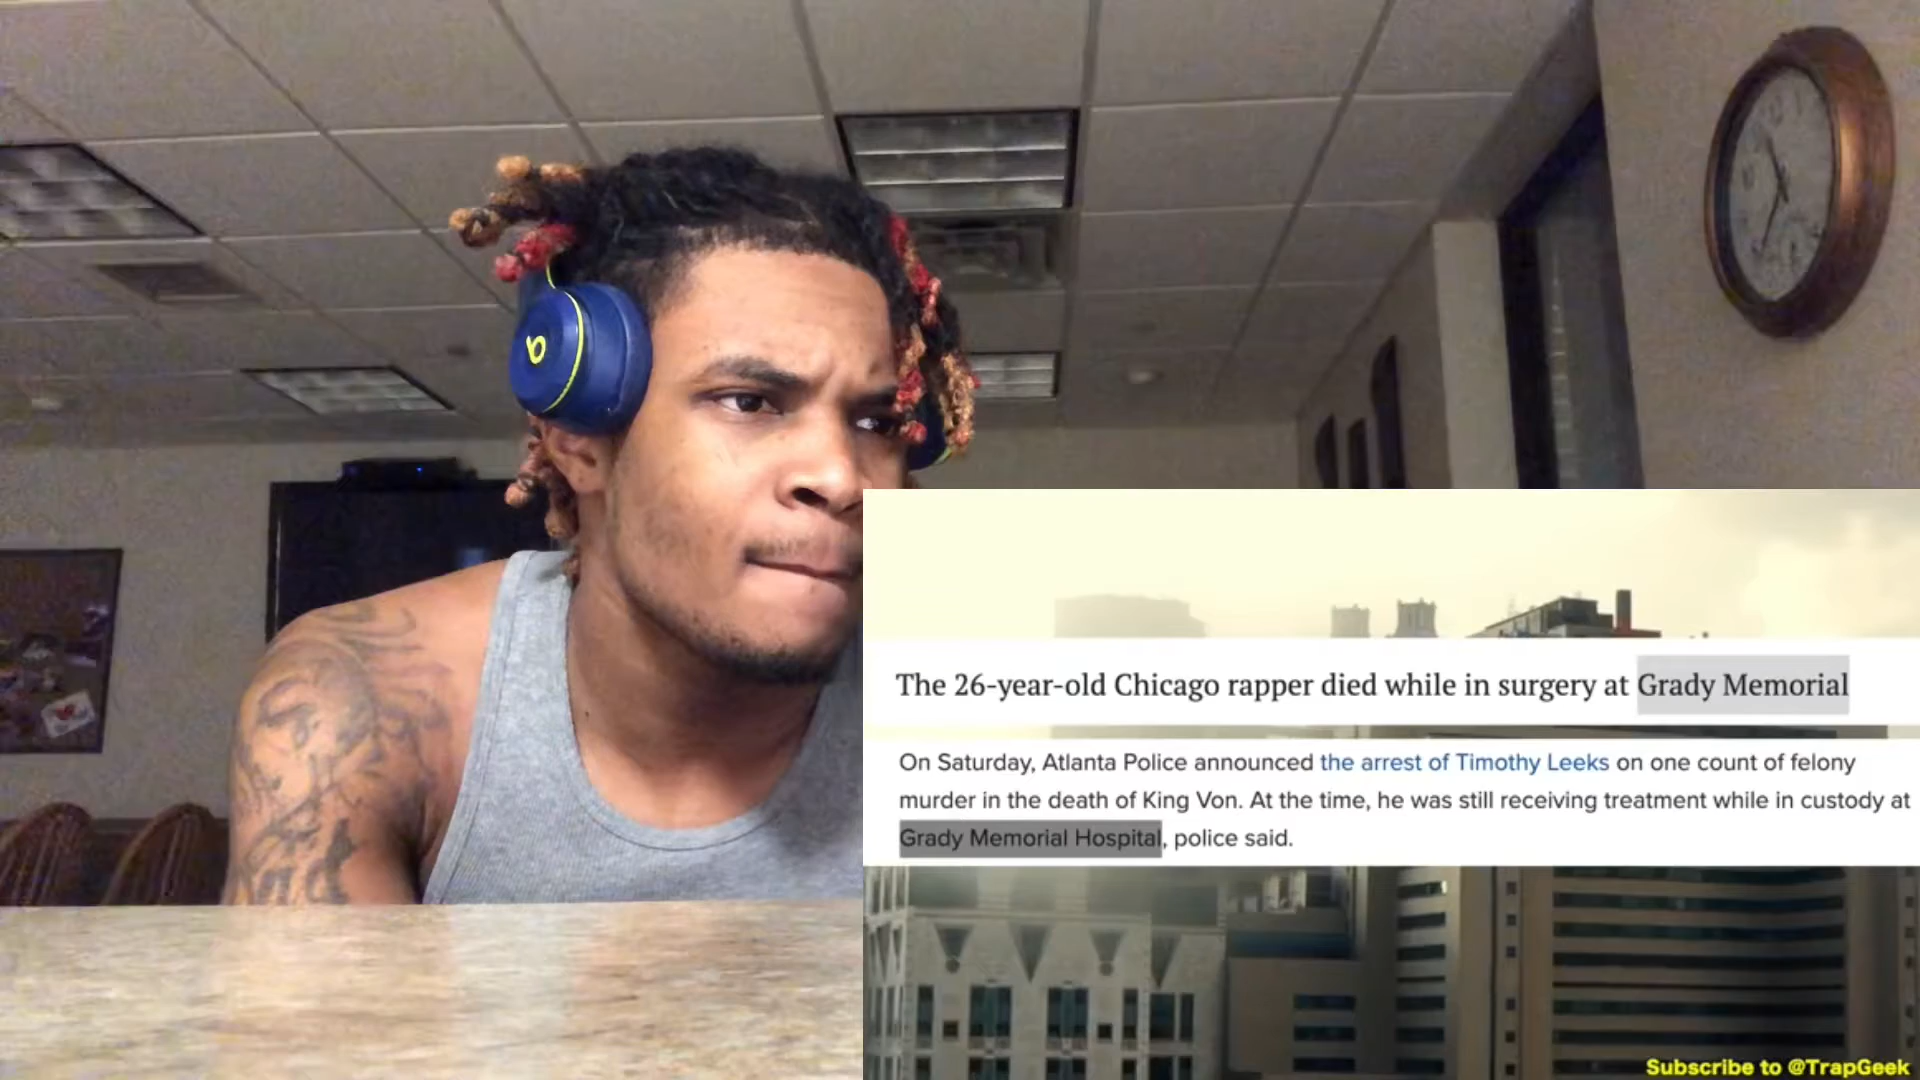 The 26-year-old Chicago rapper died while in surgery at Grady Memorial
On Saturday, Atlanta Police announced the arrest of Timothy Leeks on one count of felony
murder in the death of King Von. At the time, he was still receiving treatment while in custody at
Grady Memorial Hospital, police said.
Subscribe to @TrapGeek